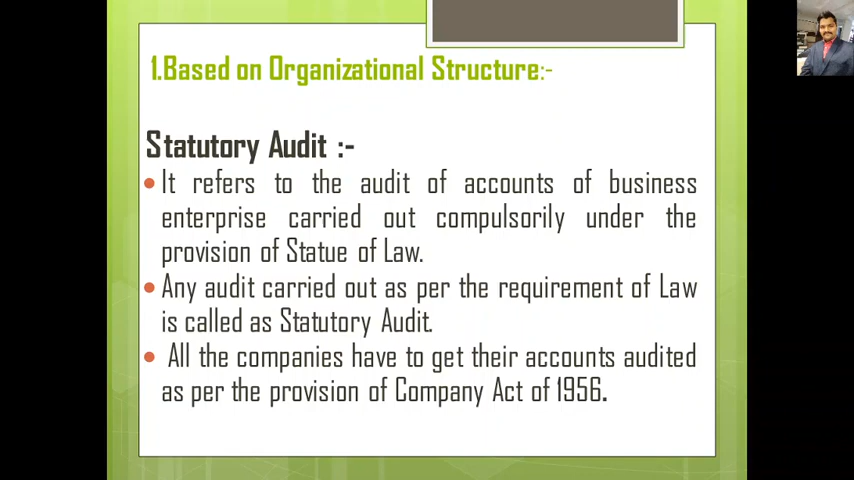 1.Based on Organizational Structure:-
Statutory Audit :-
• It refers to the audit of accounts of business
enterprise carried out compulsorily under the
provision of Statue of Law.
• Any audit carried out as per the requirement of Law
is called as Statutory Audit.
• All the companies have to get their accounts audited
as per the provision of Company Act of 1956.